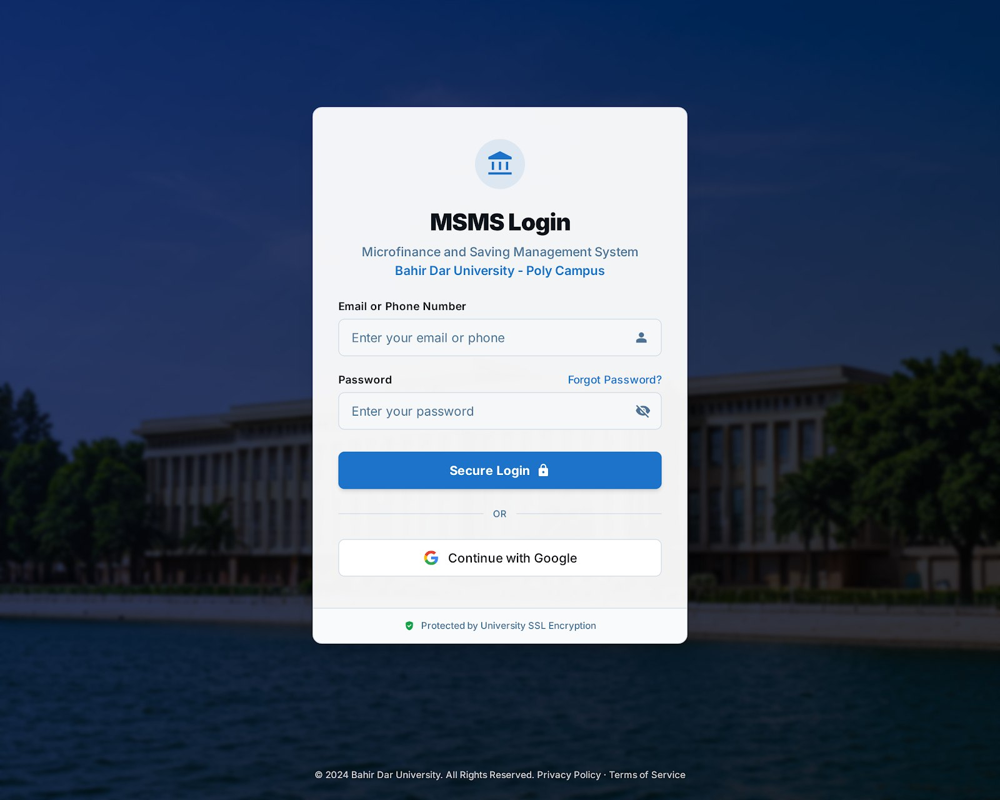 MSMS Login
Microfinance and Saving Management System
Bahir Dar University - Poly Campus
Email or Phone Number
Enter your email or phone
Password Forgot Password?
Enter your password
Secure Login
OR
Continue with Google
Protected by University SSL Encryption
© 2024 Bahir Dar University. All Rights Reserved. Privacy Policy · Terms of Service